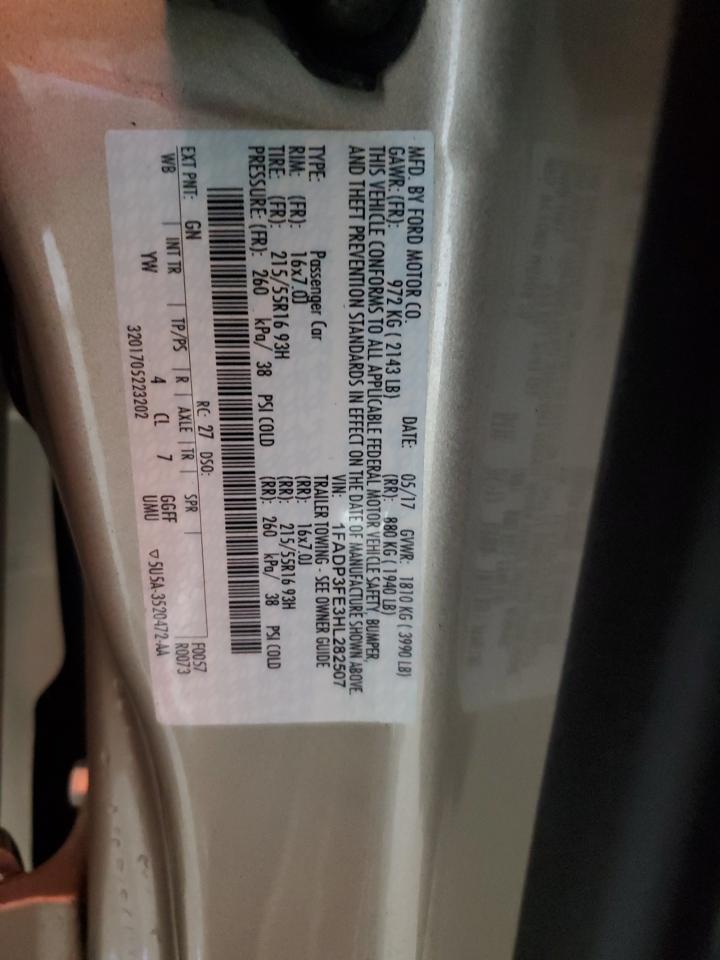 MFD. BY FORD MOTOR CO.
DATE: 05/17 GVWR: 1810 KG ( 3990 LB)
GAWR: (FR): 972 KG ( 2143 LB) (RR): 880 KG ( 1940 LB)
THIS VEHICLE CONFORMS TO ALL APPLICABLE FEDERAL MOTOR VEHICLE SAFETY, BUMPER,
AND THEFT PREVENTION STANDARDS IN EFFECT ON THE DATE OF MANUFACTURE SHOWN ABOVE.
VIN: 1FADP3FE3HL282507
TYPE: Passenger Car TRAILER TOWING - SEE OWNER GUIDE
RIM: (FR): 16x7.0J (RR): 16x7.0J
TIRE: (FR): 215/55R16 93H (RR): 215/55R16 93H
PRESSURE: (FR): 260 kPa/ 38 PSI COLD (RR): 260 kPa/ 38 PSI COLD
F0057
EXT PNT: GN RC: 27 DSO: R0073
WB | INT TR | TP/PS | R | AXLE | TR | SPR |
YW 4 CL 7 GGFF
UMU
3201705223202 ▽5U5A-3520472-AA